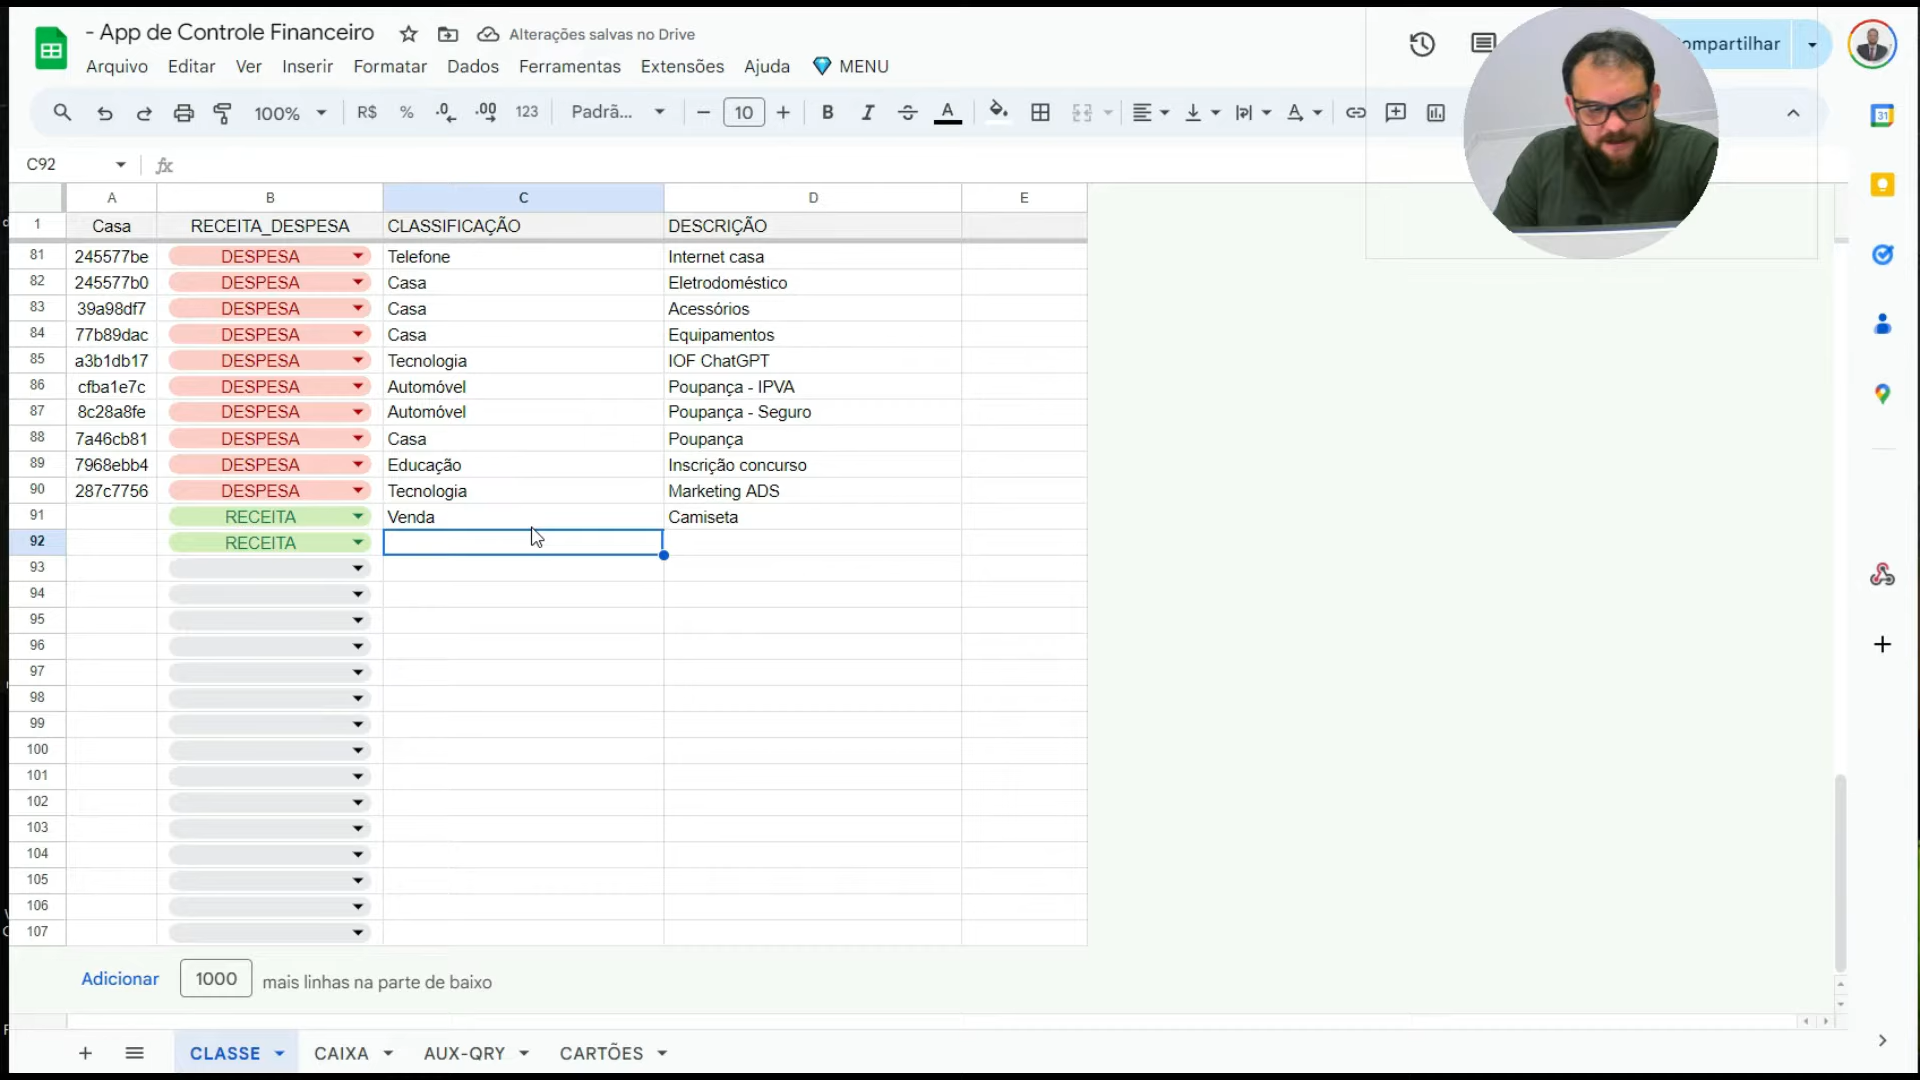 - App de Controle Financeiro
Alterações salvas no Drive
ompartilhar
Arquivo Editar Ver Inserir Formatar Dados Ferramentas Extensões Ajuda MENU
100% R$ % .0 .00 123 Padrã... 10 B I A
31
C92 fx
A B C D E
1 Casa RECEITA_DESPESA CLASSIFICAÇÃO DESCRIÇÃO
81 245577be DESPESA Telefone Internet casa
82 245577b0 DESPESA Casa Eletrodoméstico
83 39a98df7 DESPESA Casa Acessórios
84 77b89dac DESPESA Casa Equipamentos
85 a3b1db17 DESPESA Tecnologia IOF ChatGPT
86 cfba1e7c DESPESA Automóvel Poupança - IPVA
87 8c28a8fe DESPESA Automóvel Poupança - Seguro
88 7a46cb81 DESPESA Casa Poupança
89 7968ebb4 DESPESA Educação Inscrição concurso
90 287c7756 DESPESA Tecnologia Marketing ADS
91 RECEITA Venda Camiseta
92 RECEITA
93
94
95
96
97
98
99
100
101
102
103
104
105
106
107
Adicionar 1000 mais linhas na parte de baixo
CLASSE CAIXA AUX-QRY CARTÕES